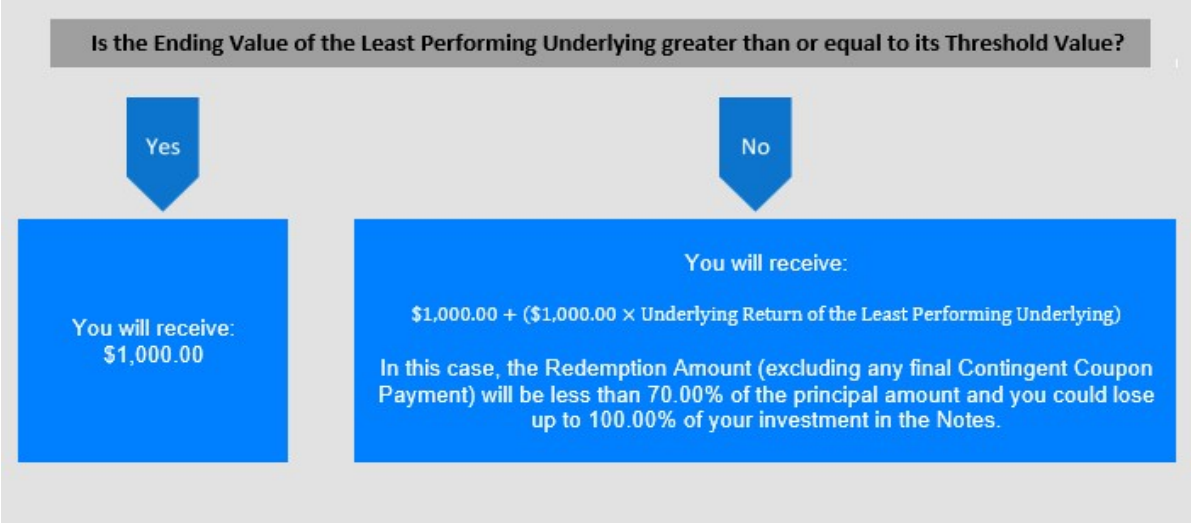 Is the Ending Value of the Least Performing Underlying greater than or equal to its Threshold Value?
Yes
No
You will receive:
$1,000.00
You will receive:
$1,000.00 + ($1,000.00 × Underlying Return of the Least Performing Underlying)
In this case, the Redemption Amount (excluding any final Contingent Coupon
Payment) will be less than 70.00% of the principal amount and you could lose
up to 100.00% of your investment in the Notes.